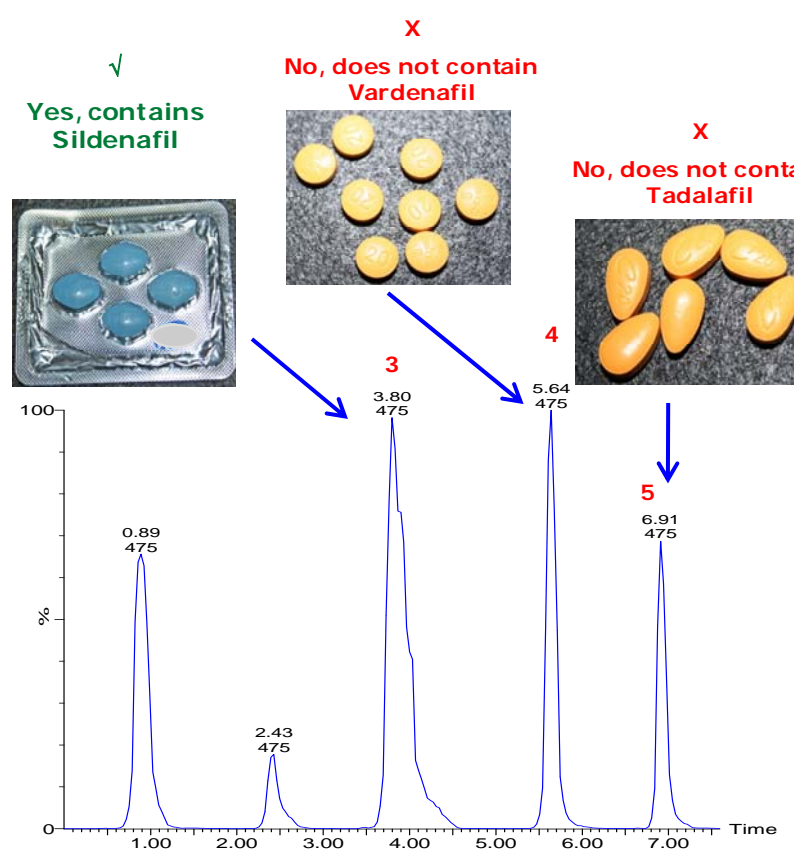 √
Yes, contains
Sildenafil
X
No, does not contain
Vardenafil
X
No, does not conta
Tadalafil
3
4
5
100
%
0
0.89
475
2.43
475
3.80
475
5.64
475
6.91
475
1.00
2.00
3.00
4.00
5.00
6.00
7.00
Time